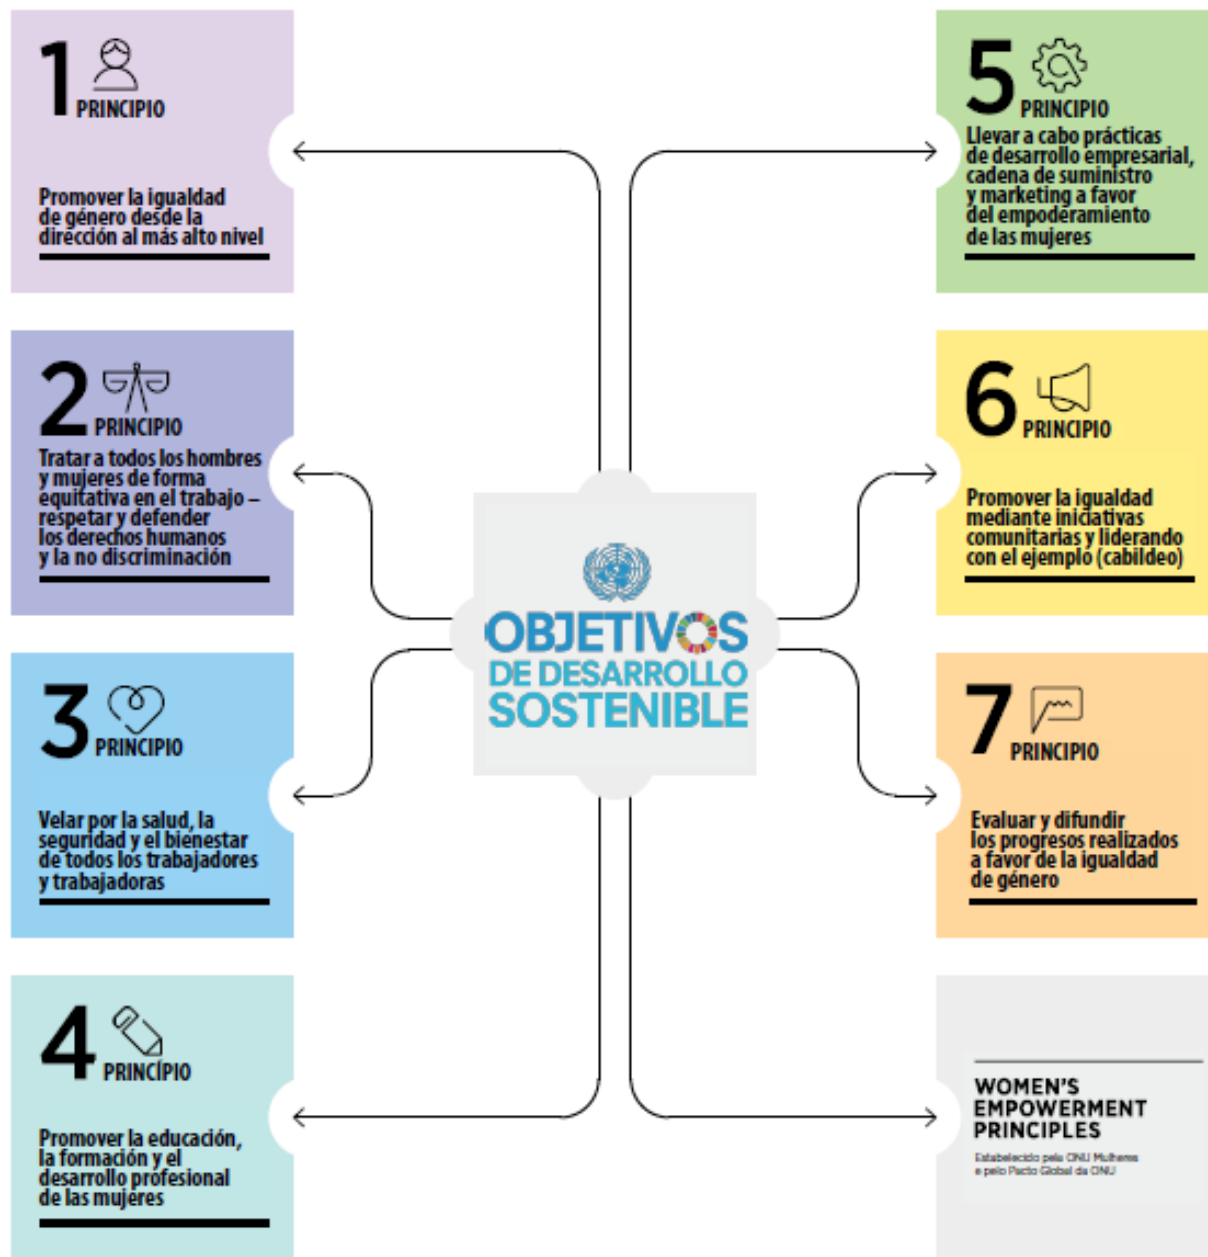 1
PRINCIPIO
Promover la igualdad
de género desde la
dirección al más alto nivel
2
PRINCIPIO
Tratar a todos los hombres
y mujeres de forma
equitativa en el trabajo –
respetar y defender
los derechos humanos
y la no discriminación
3
PRINCIPIO
Velar por la salud, la
seguridad y el bienestar
de todos los trabajadores
y trabajadoras
4
PRINCÍPIO
Promover la educación,
la formación y el
desarrollo profesional
de las mujeres
OBJETIVOS
DE DESARROLLO
SOSTENIBLE
5
PRINCIPIO
Llevar a cabo prácticas
de desarrollo empresarial,
cadena de suministro
y marketing a favor
del empoderamiento
de las mujeres
6
PRINCIPIO
Promover la igualdad
mediante iniciativas
comunitarias y liderando
con el ejemplo (cabildeo)
7
PRINCIPIO
Evaluar y difundir
los progresos realizados
a favor de la igualdad
de género
WOMEN'S
EMPOWERMENT
PRINCIPLES
Estabelecido pela ONU Mulheres
e pelo Pacto Global da ONU